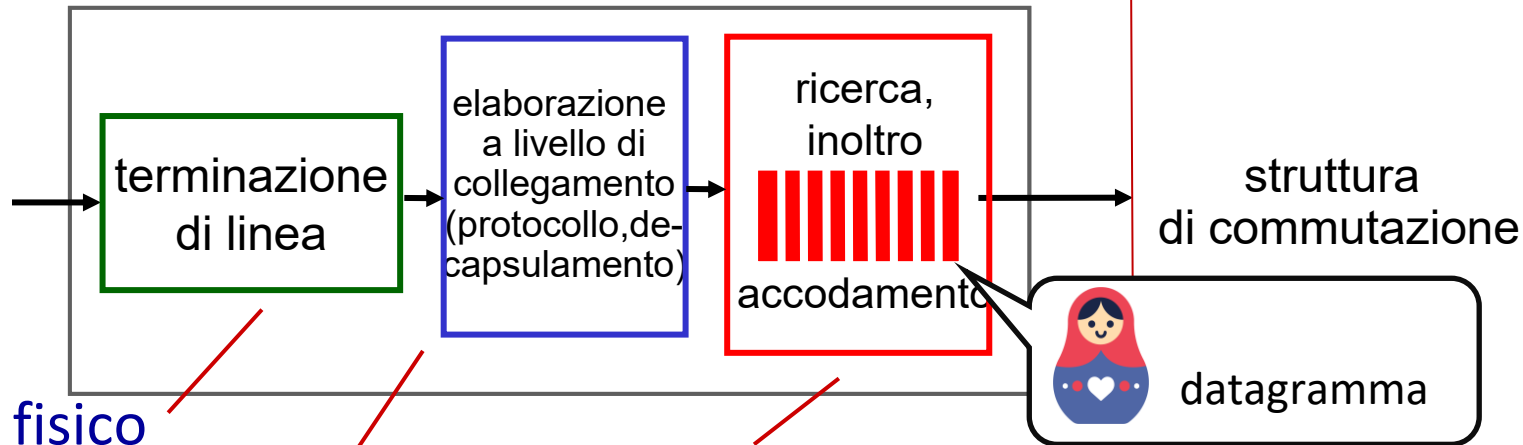 terminazione
di linea
elaborazione
a livello di
collegamento
(protocollo,de-
capsulamento)
ricerca,
inoltro
accodamento
struttura
di commutazione
datagramma
fisico